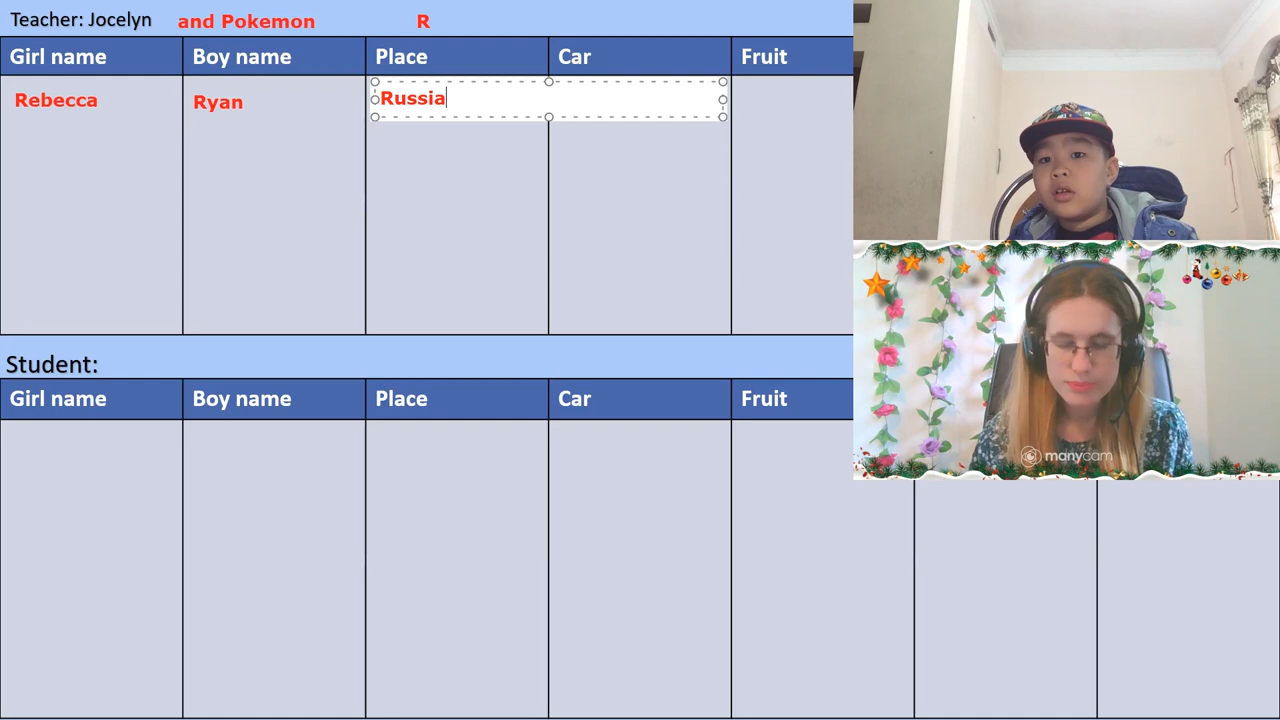 Teacher: Jocelyn and Pokemon R
Girl name Boy name Place Car Fruit
Rebecca Ryan Russia
Student:
Girl name Boy name Place Car Fruit
manycam